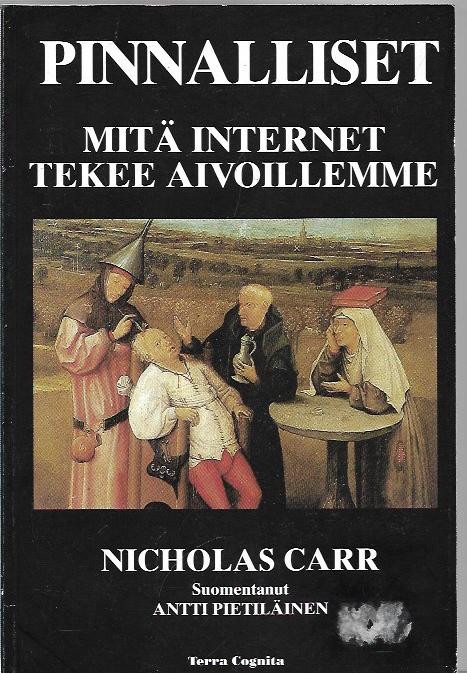 PINNALLISET
MITÄ INTERNET
TEKEE AIVOILLEMME
NICHOLAS CARR
Suomentanut
ANTTI PIETILÄINEN
Terra Cognita